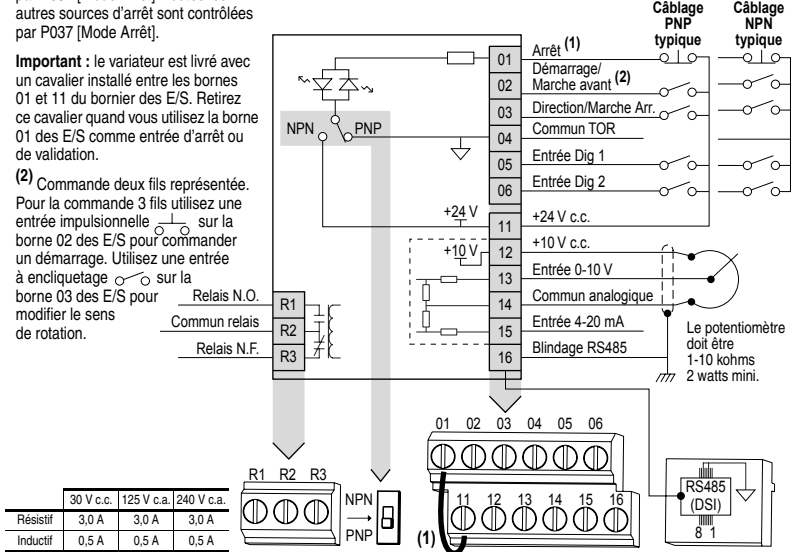 autres sources d'arrêt sont contrôlées
par P037 [Mode Arrêt].
Important : le variateur est livré avec
un cavalier installé entre les bornes
01 et 11 du bornier des E/S. Retirez
ce cavalier quand vous utilisez la borne
01 des E/S comme entrée d'arrêt ou
de validation.
(2) Commande deux fils représentée.
Pour la commande 3 fils utilisez une
entrée impulsionnelle sur la
borne 02 des E/S pour commander
un démarrage. Utilisez une entrée
à encliquetage sur la
borne 03 des E/S pour
modifier le sens
de rotation.
Relais N.O.
Commun relais
Relais N.F.
R1
R2
R3
NPN
PNP
+24 V
+10 V
01
02
03
04
05
06
11
12
13
14
15
16
Arrêt (1)
Démarrage/
Marche avant (2)
Direction/Marche Arr.
Commun TOR
Entrée Dig 1
Entrée Dig 2
+24 V c.c.
+10 V c.c.
Entrée 0-10 V
Commun analogique
Entrée 4-20 mA
Blindage RS485
Câblage
PNP
typique
Câblage
NPN
typique
Le potentiomètre
doit être
1-10 kohms
2 watts mini.
30 V c.c. 125 V c.a. 240 V c.a.
Résistif 3,0 A 3,0 A 3,0 A
Inductif 0,5 A 0,5 A 0,5 A
R1 R2 R3
NPN
PNP
01 02 03 04 05 06
11 12 13 14 15 16
(1)
RS485
(DSI)
8 1